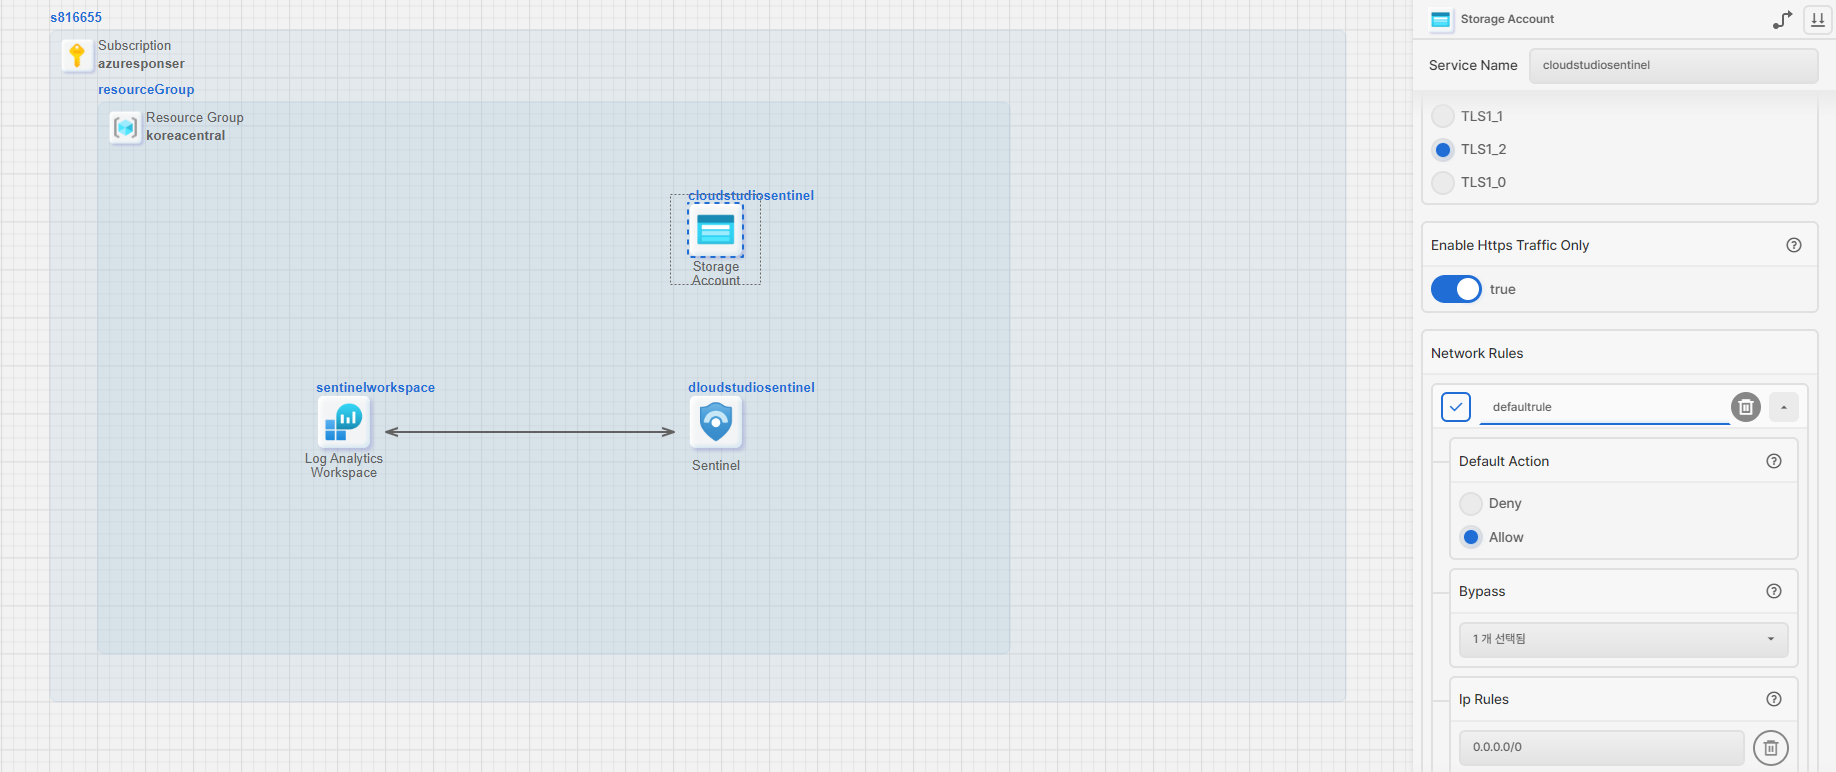 s816655
Subscription
azuresponser
resourceGroup
Resource Group
koreacentral
cloudstudiosentinel
Storage
Account
sentinelworkspace
Log Analytics
Workspace
dloudstudiosentinel
Sentinel
Storage Account
Service Name
cloudstudiosentinel
TLS1_1
TLS1_2
TLS1_0
Enable Https Traffic Only
true
Network Rules
defaultrule
Default Action
Deny
Allow
Bypass
1 개 선택됨
Ip Rules
0.0.0.0/0